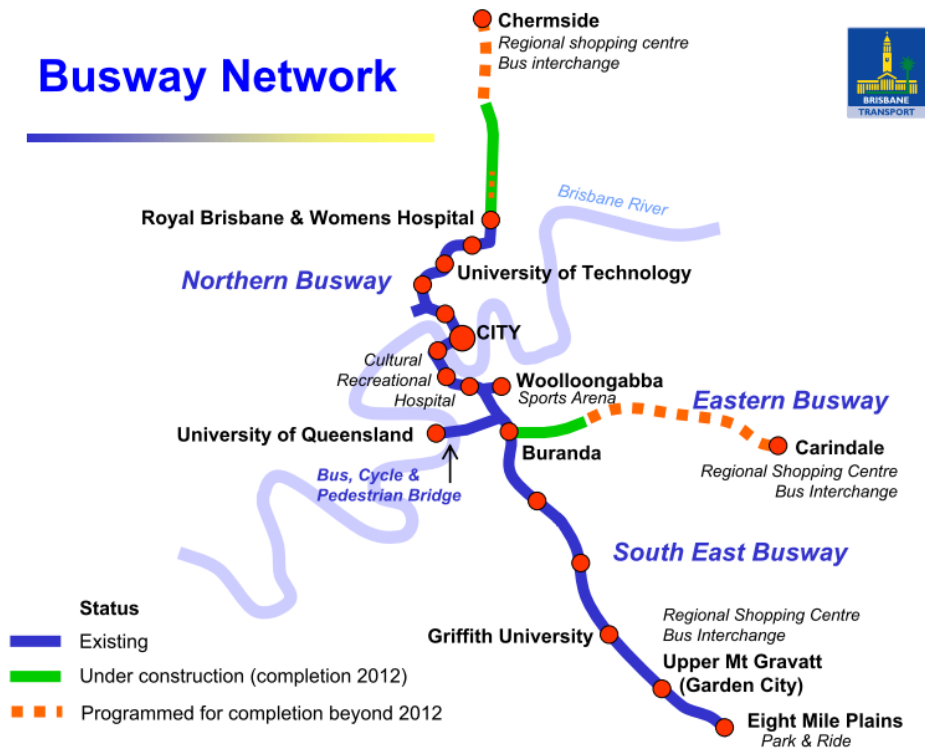 Chermside
Regional shopping centre
Bus interchange
Busway Network
BRISBANE
TRANSPORT
Brisbane River
Royal Brisbane & Womens Hospital
University of Technology
Northern Busway
CITY
Cultural
Recreational
Hospital
Woolloongabba
Sports Arena
Eastern Busway
University of Queensland
Buranda
Carindale
Regional Shopping Centre
Bus Interchange
Bus, Cycle &
Pedestrian Bridge
South East Busway
Status
Existing
Under construction (completion 2012)
Programmed for completion beyond 2012
Griffith University
Regional Shopping Centre
Bus Interchange
Upper Mt Gravatt
(Garden City)
Eight Mile Plains
Park & Ride